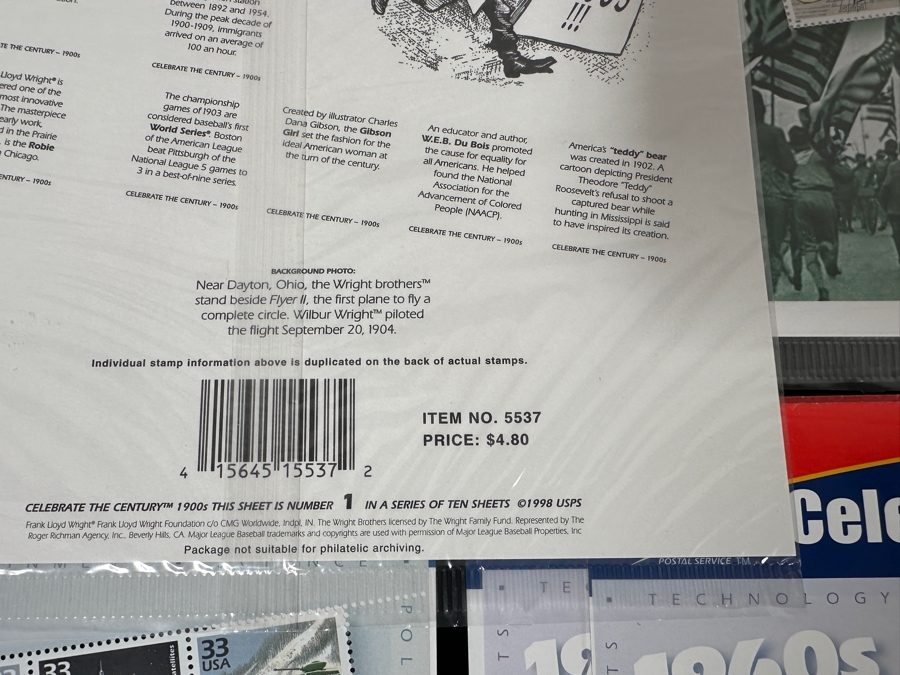 between 1892 and 1954.
During the peak decade of
1900-1909, immigrants
arrived on an average of
100 an hour.
CELEBRATE THE CENTURY – 1900s
TE THE CENTURY – 1900s
Lloyd Wright® is
ered one of the
most innovative
The masterpiece
early work,
d in the Prairie
is the Robie
Chicago.
ENTURY – 1900s
The championship
games of 1903 are
considered baseball's first
World Series® Boston
of the American League
beat Pittsburgh of the
National League 5 games to
3 in a best-of-nine series.
CELEBRATE THE CENTURY – 1900s
Created by illustrator Charles
Dana Gibson, the Gibson
Girl set the fashion for the
ideal American woman at
the turn of the century.
CELEBRATE THE CENTURY – 1900s
An educator and author,
W.E.B. Du Bois promoted
the cause for equality for
all Americans. He helped
found the National
Association for the
Advancement of Colored
People (NAACP).
CELEBRATE THE CENTURY – 1900s
America's "teddy" bear
was created in 1902. A
cartoon depicting President
Theodore "Teddy"
Roosevelt's refusal to shoot a
captured bear while
hunting in Mississippi is said
to have inspired its creation.
CELEBRATE THE CENTURY – 1900s
BACKGROUND PHOTO:
Near Dayton, Ohio, the Wright brothers™
stand beside Flyer II, the first plane to fly a
complete circle. Wilbur Wright™ piloted
the flight September 20, 1904.
Individual stamp information above is duplicated on the back of actual stamps.
4 15645 15537 2
ITEM NO. 5537
PRICE: $4.80
CELEBRATE THE CENTURY™ 1900s THIS SHEET IS NUMBER 1 IN A SERIES OF TEN SHEETS ©1998 USPS
Frank Lloyd Wright® Frank Lloyd Wright Foundation c/o CMG Worldwide, Indpl, IN. The Wright Brothers licensed by The Wright Family Fund. Represented by The
Roger Richman Agency, Inc., Beverly Hills, CA. Major League Baseball trademarks and copyrights are used with permission of Major League Baseball Properties, Inc
Package not suitable for philatelic archiving.
Cele
POSTAL SERVICE TM
TE
TECHNOLOGY
19
1960s
TS
TS
POL
33
33
USA